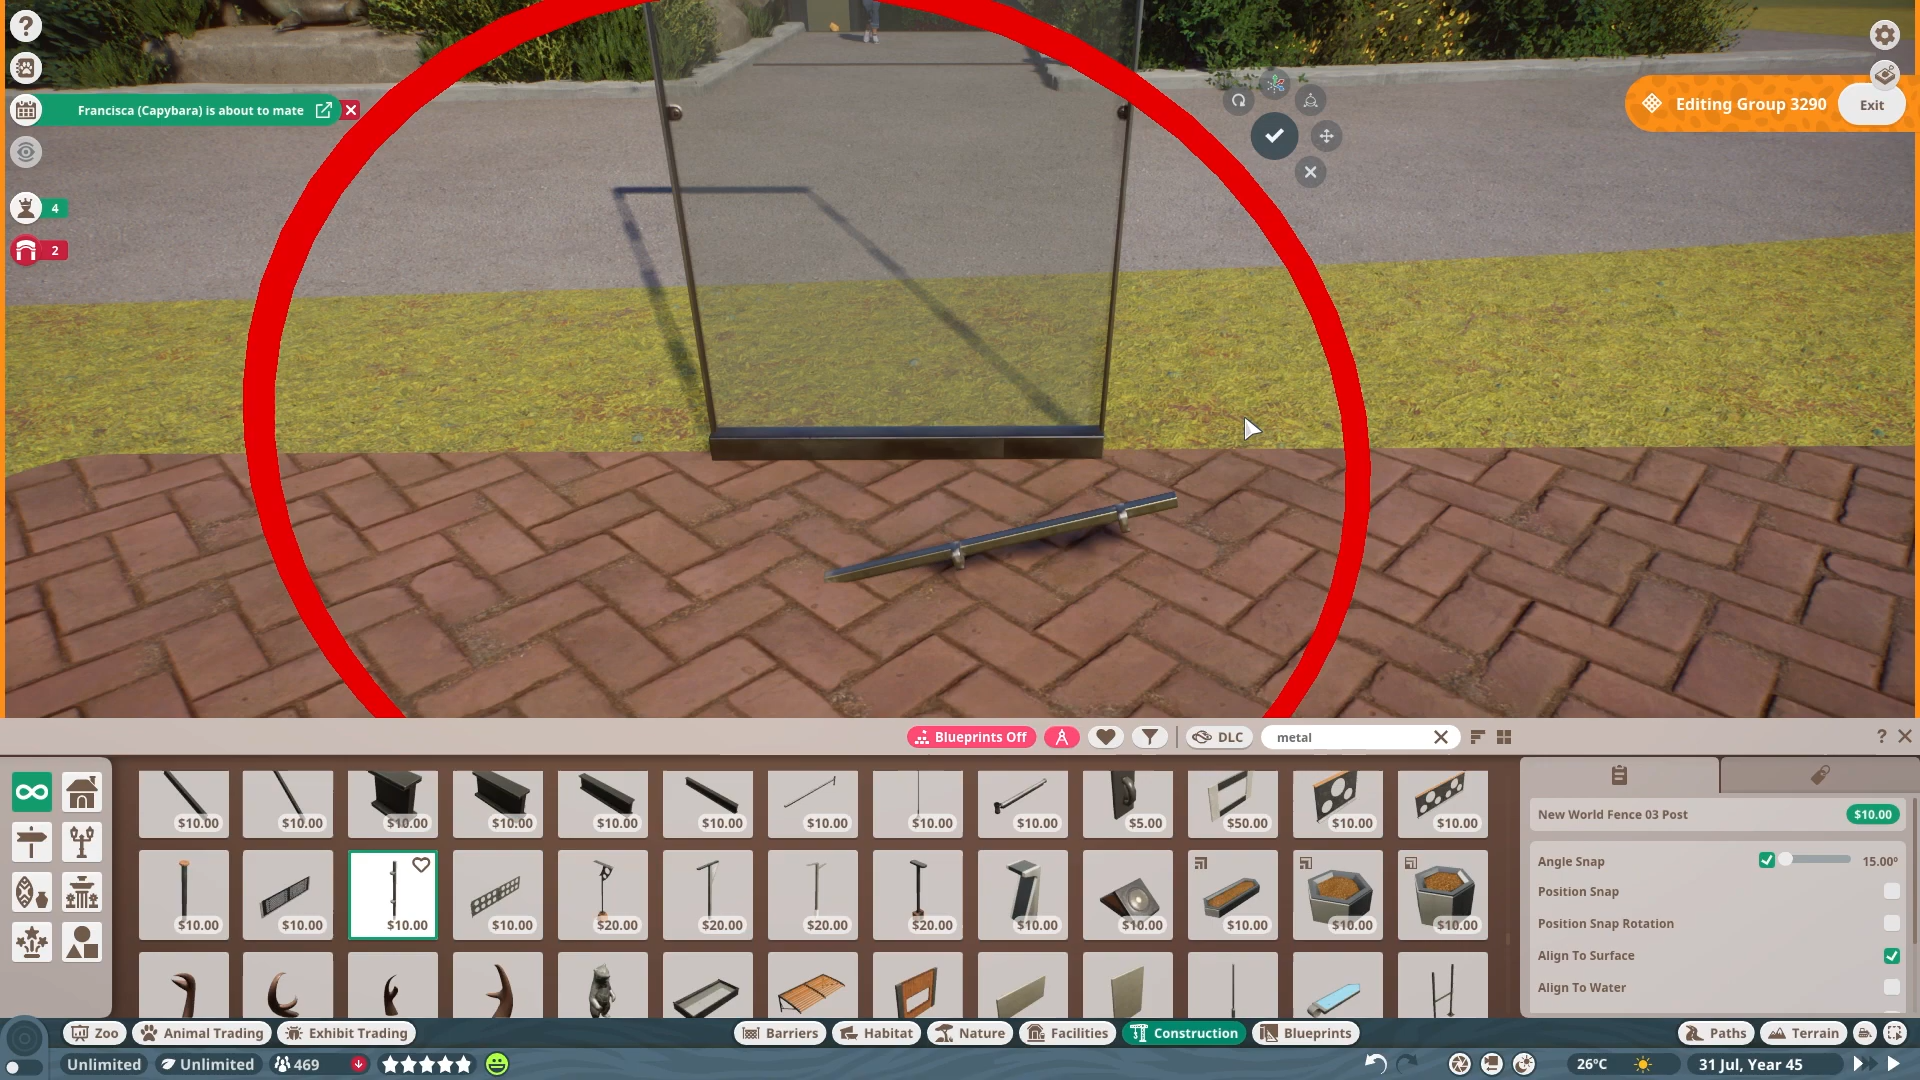 Francisca (Capybara) is about to mate
Editing Group 3290
Exit
4
2
Blueprints Off
DLC
metal
?
?
$10.00 $10.00 $10.00 $10.00 $10.00 $10.00 $10.00 $10.00 $10.00 $5.00 $50.00 $10.00 $10.00
$10.00 $10.00 $10.00 $10.00 $20.00 $20.00 $20.00 $20.00 $10.00 $10.00 $10.00 $10.00 $10.00
New World Fence 03 Post
$10.00
Angle Snap
15.00°
Position Snap
Position Snap Rotation
Align To Surface
Align To Water
Zoo
Animal Trading
Exhibit Trading
Barriers
Habitat
Nature
Facilities
Construction
Blueprints
Paths
Terrain
Unlimited
Unlimited
469
26°C
31 Jul, Year 45